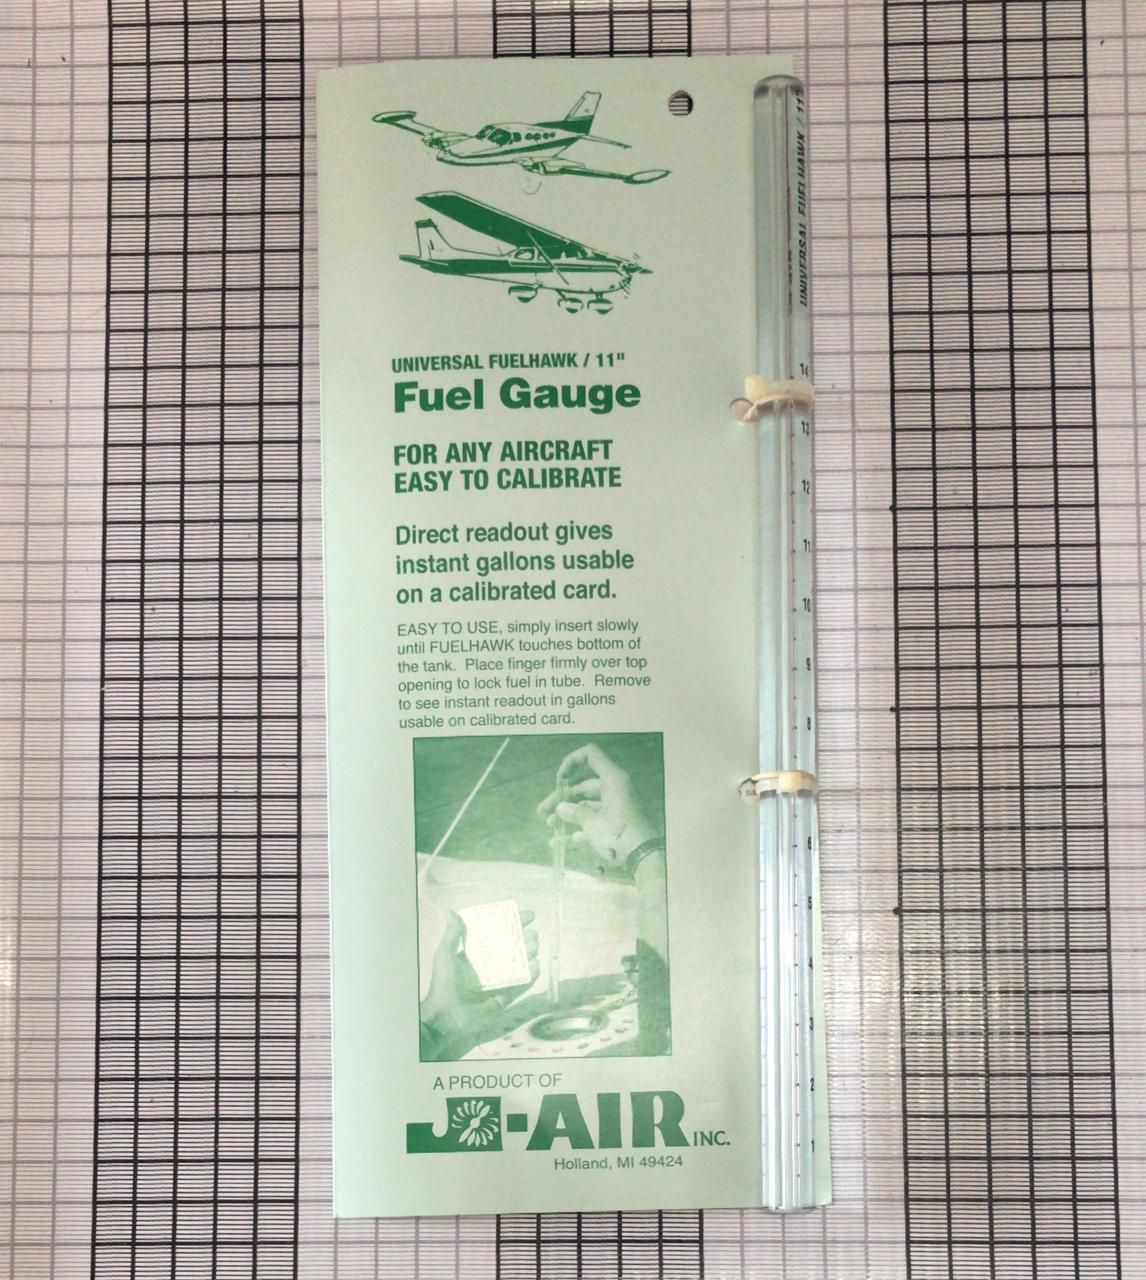 UNIVERSAL FUELHAWK / 11"
Fuel Gauge
FOR ANY AIRCRAFT
EASY TO CALIBRATE
Direct readout gives
instant gallons usable
on a calibrated card.
EASY TO USE, simply insert slowly
until FUELHAWK touches bottom of
the tank. Place finger firmly over top
opening to lock fuel in tube. Remove
to see instant readout in gallons
usable on calibrated card.
A PRODUCT OF
JO-AIR INC.
Holland, MI 49424
UNIVERSAL FUELHAWK / 11"
14
13
12
11
10
9
8
6
5
4
3
2
1